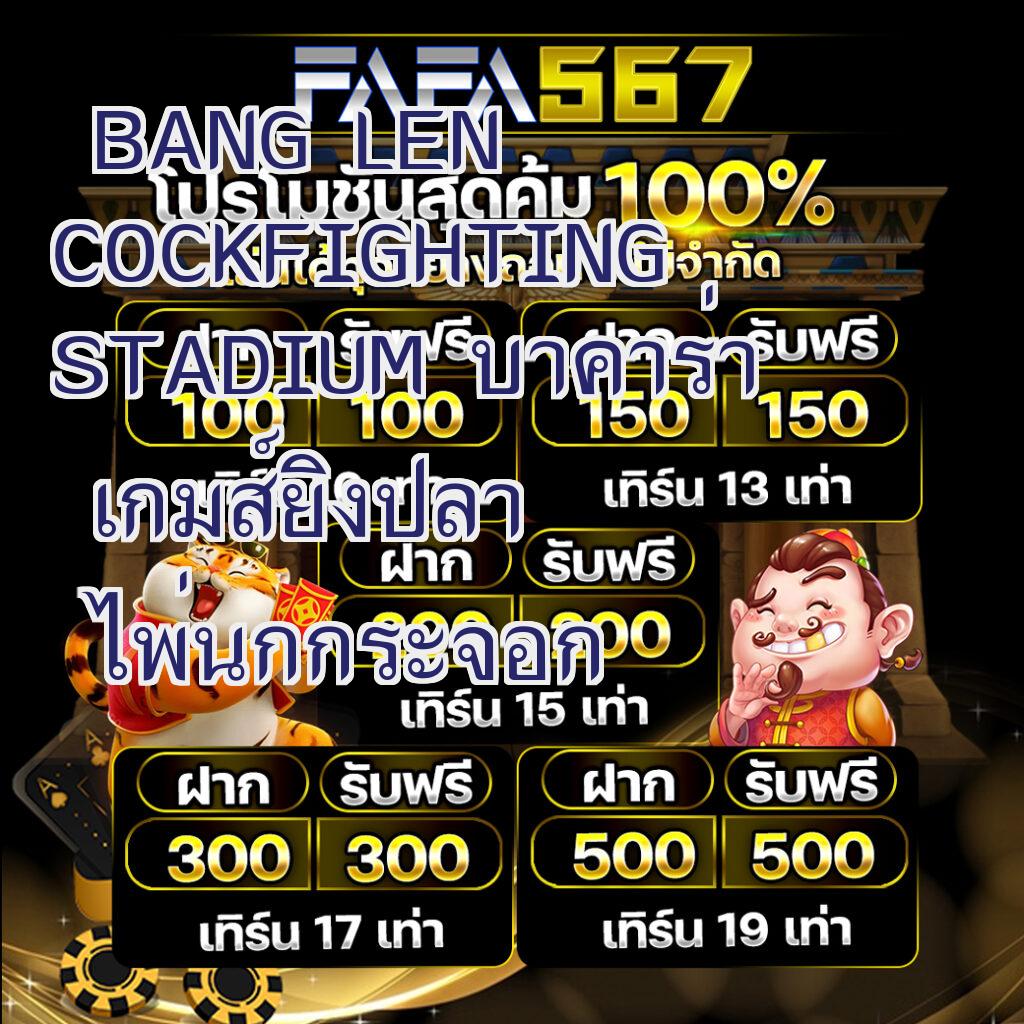 FAFA567
BANG LEN
โปรโมชั่นสุดคุ้ม 100%
COCKFIGHTING
STADIUM บาคาร่า
ฝาก รับฟรี ฝาก รับฟรี
100 100 150 150
เกมส์ยิงปลา
เทิร์น 13 เท่า
ฝาก รับฟรี
ไพ่นกกระจอก
เทิร์น 15 เท่า
ฝาก รับฟรี ฝาก รับฟรี
300 300 500 500
เทิร์น 17 เท่า เทิร์น 19 เท่า